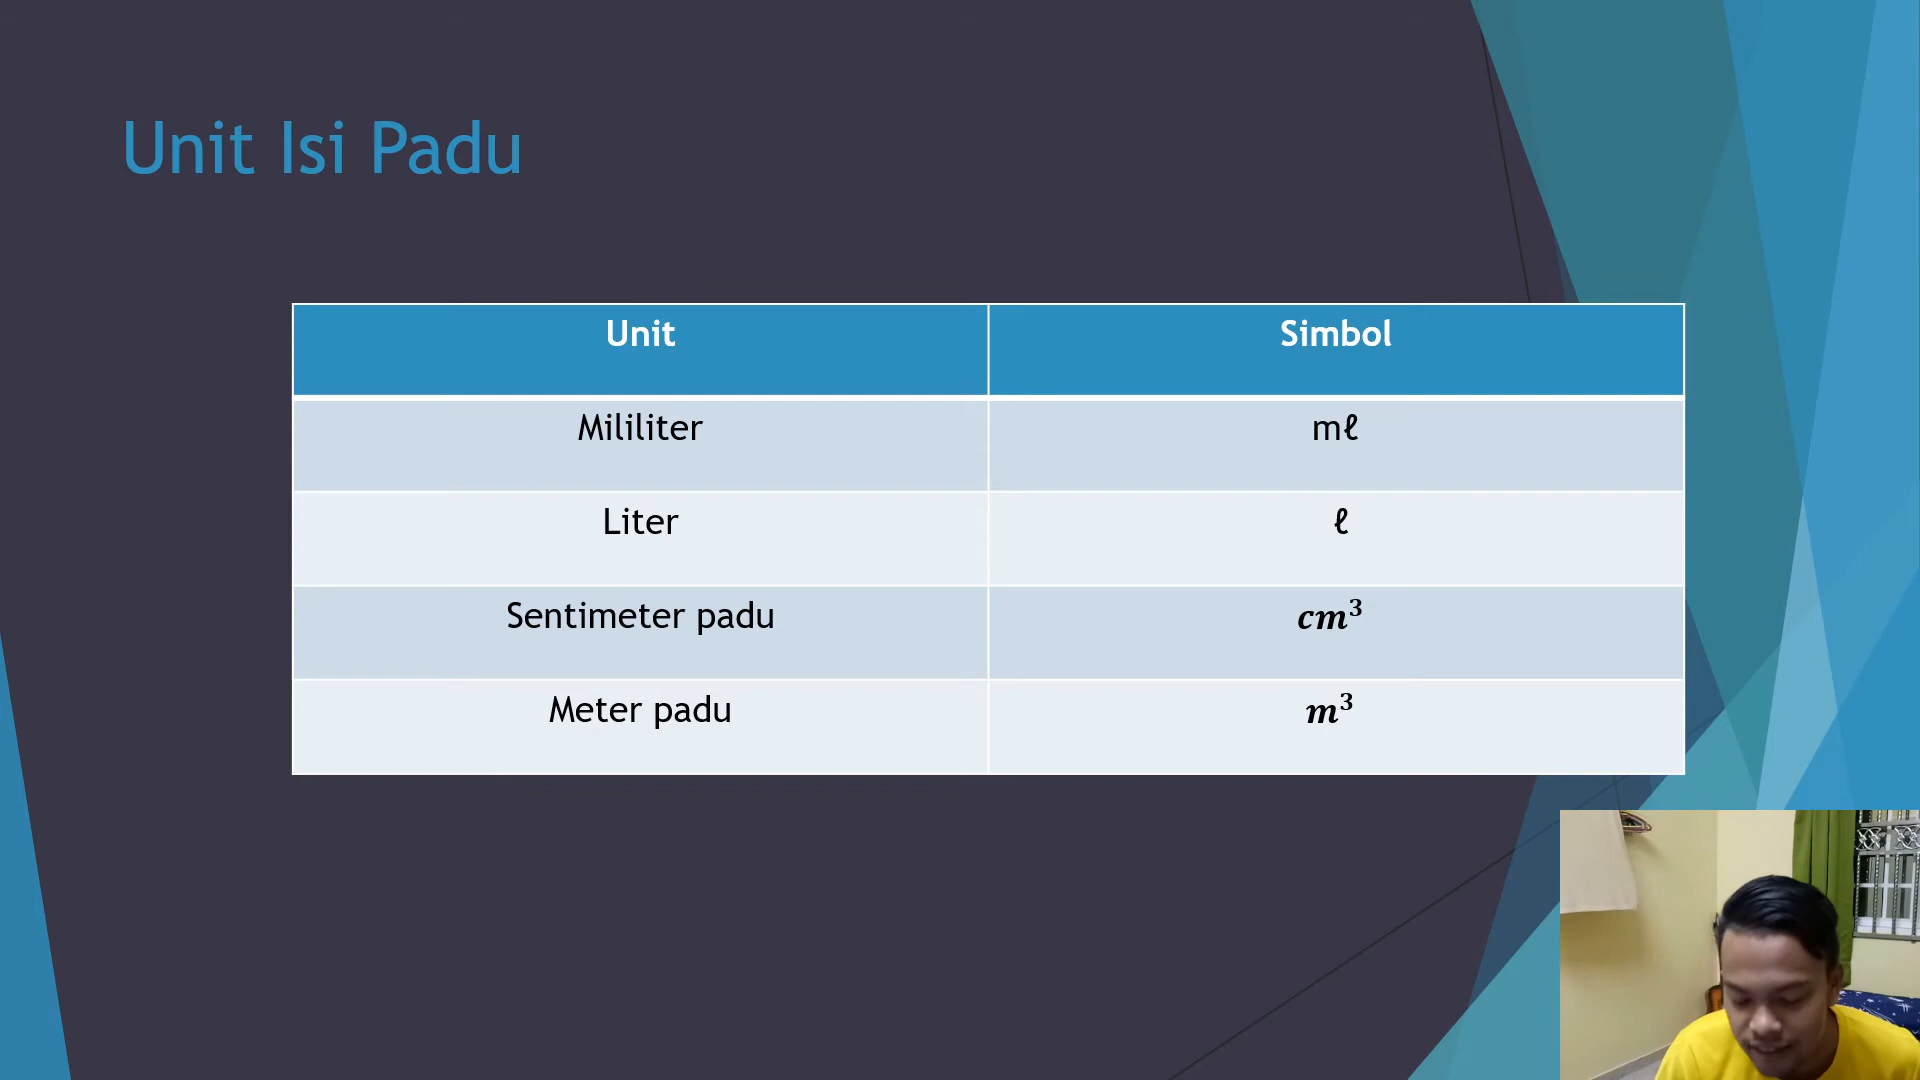 Unit Isi Padu
Unit Simbol
Mililiter mℓ
Liter ℓ
Sentimeter padu cm³
Meter padu m³